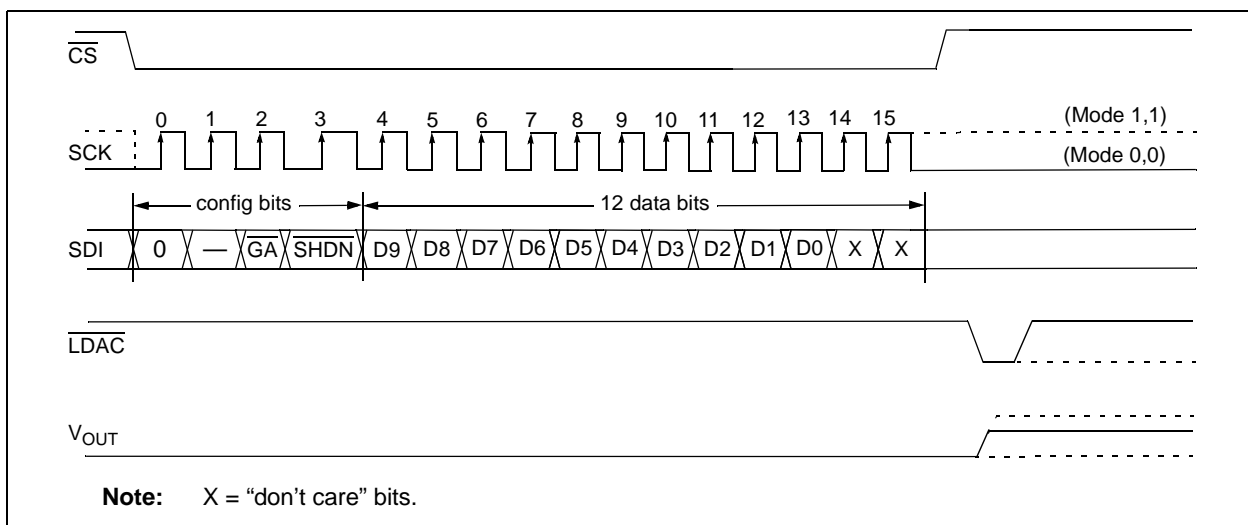 CS
0 1 2 3 4 5 6 7 8 9 10 11 12 13 14 15
(Mode 1,1)
SCK
(Mode 0,0)
config bits
12 data bits
SDI
0 — GA SHDN D9 D8 D7 D6 D5 D4 D3 D2 D1 D0 X X
LDAC
VOUT
Note: X = “don’t care” bits.